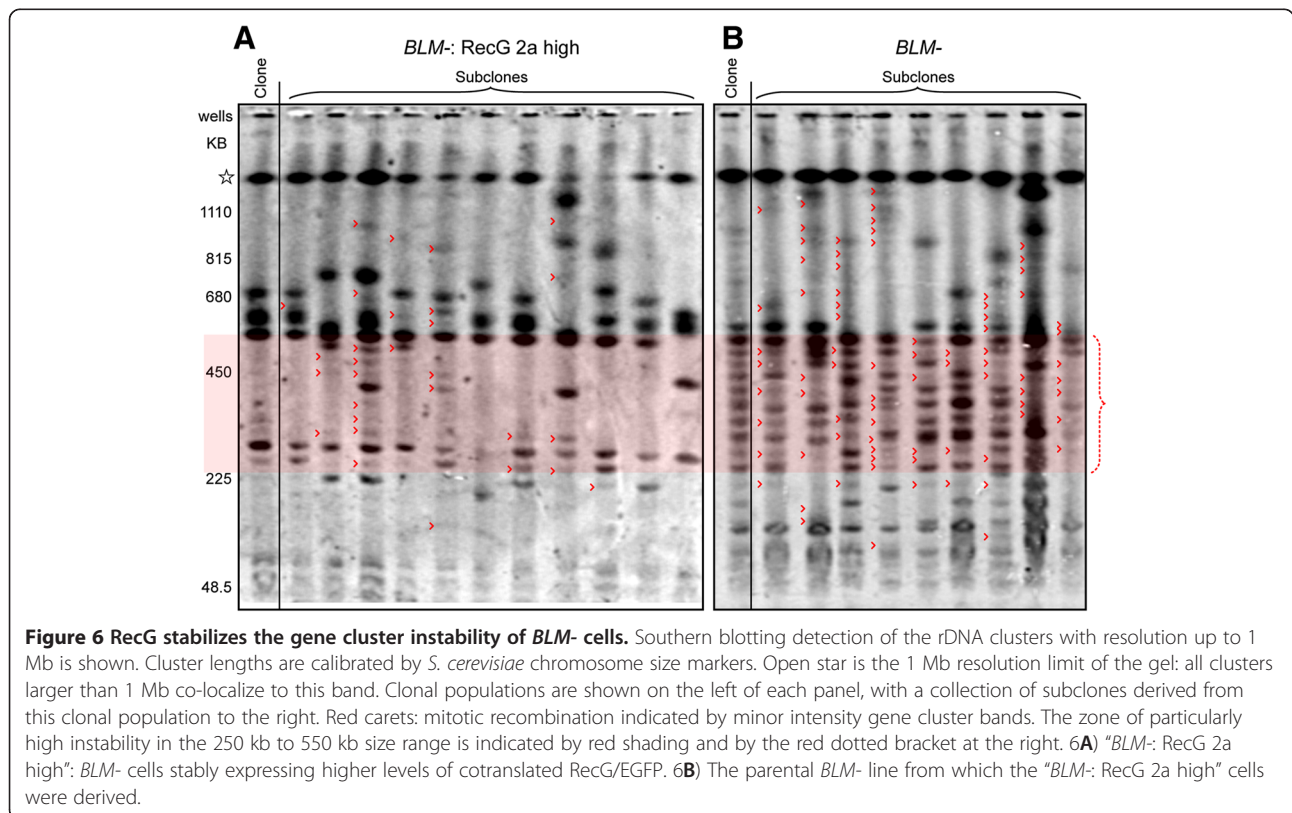 A
B
BLM-: RecG 2a high
BLM-
Clone
Subclones
Clone
Subclones
wells
KB
☆
1110
815
680
450
225
48.5
Figure 6 RecG stabilizes the gene cluster instability of BLM- cells. Southern blotting detection of the rDNA clusters with resolution up to 1
Mb is shown. Cluster lengths are calibrated by S. cerevisiae chromosome size markers. Open star is the 1 Mb resolution limit of the gel: all clusters
larger than 1 Mb co-localize to this band. Clonal populations are shown on the left of each panel, with a collection of subclones derived from
this clonal population to the right. Red carets: mitotic recombination indicated by minor intensity gene cluster bands. The zone of particularly
high instability in the 250 kb to 550 kb size range is indicated by red shading and by the red dotted bracket at the right. 6A) “BLM-: RecG 2a
high”: BLM- cells stably expressing higher levels of cotranslated RecG/EGFP. 6B) The parental BLM- line from which the “BLM-: RecG 2a high” cells
were derived.